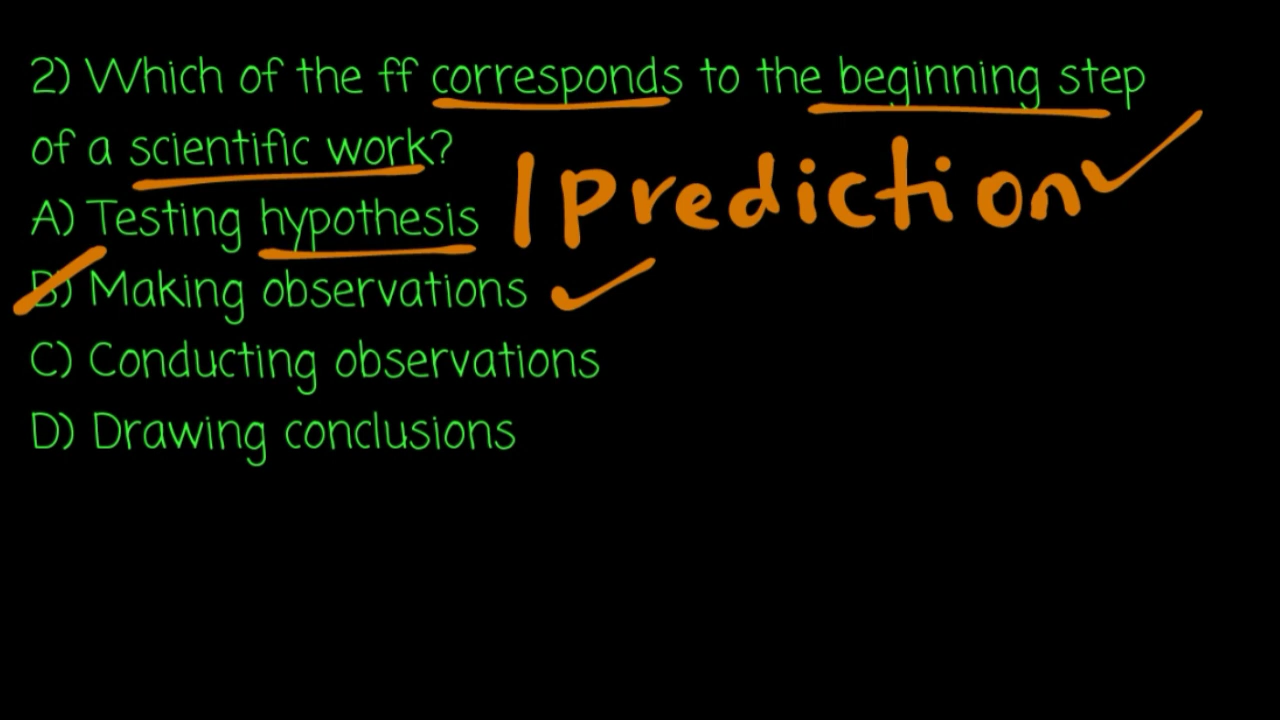 2) Which of the ff corresponds to the beginning step
of a scientific work?
A) Testing hypothesis / prediction
B) Making observations
C) Conducting observations
D) Drawing conclusions